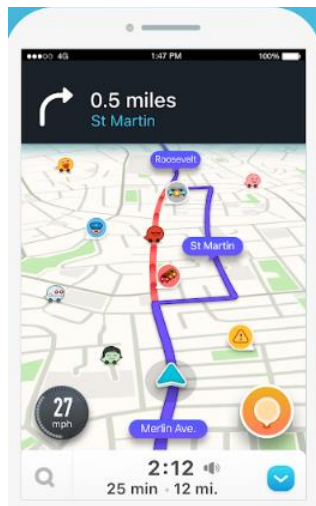 4G 1:47 PM 100%
0.5 miles
St Martin
Roosevelt
St Martin
27
mph
Merlin Ave.
2:12
25 min · 12 mi.